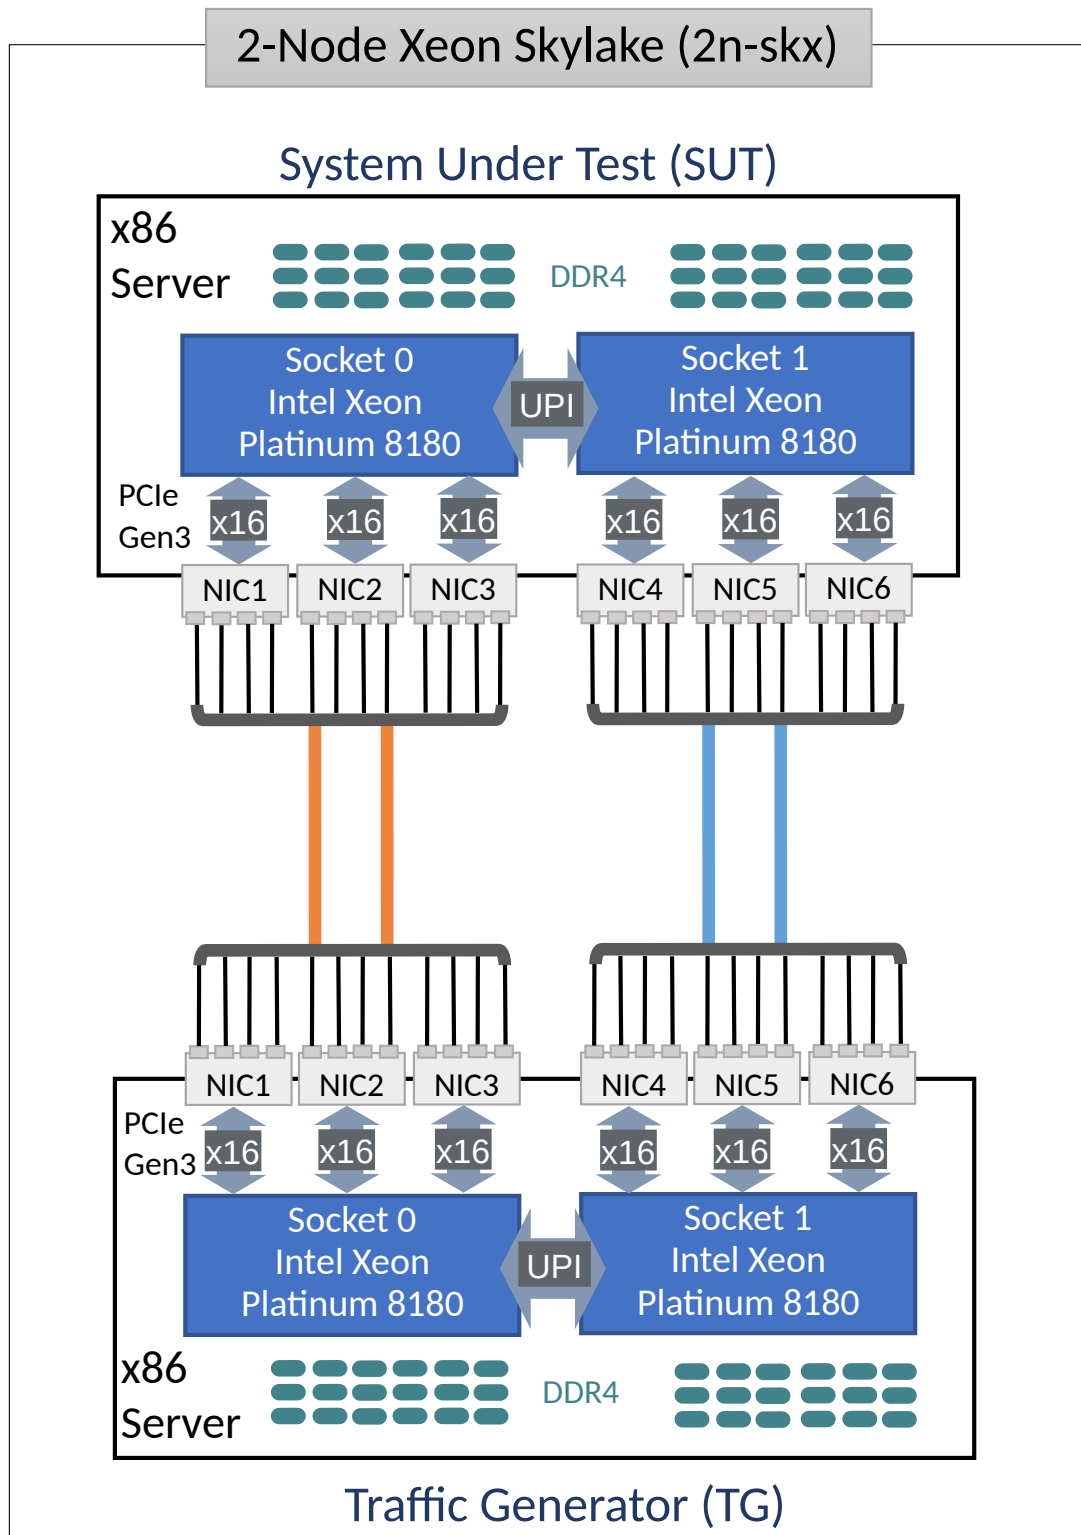 2-Node Xeon Skylake (2n-skx)
System Under Test (SUT)
x86
Server
DDR4
Socket 0
Intel Xeon
Platinum 8180
UPI
Socket 1
Intel Xeon
Platinum 8180
PCIe
Gen3
x16
x16
x16
x16
x16
x16
NIC1
NIC2
NIC3
NIC4
NIC5
NIC6
NIC1
NIC2
NIC3
NIC4
NIC5
NIC6
PCIe
Gen3
x16
x16
x16
x16
x16
x16
Socket 0
Intel Xeon
Platinum 8180
UPI
Socket 1
Intel Xeon
Platinum 8180
x86
Server
DDR4
Traffic Generator (TG)